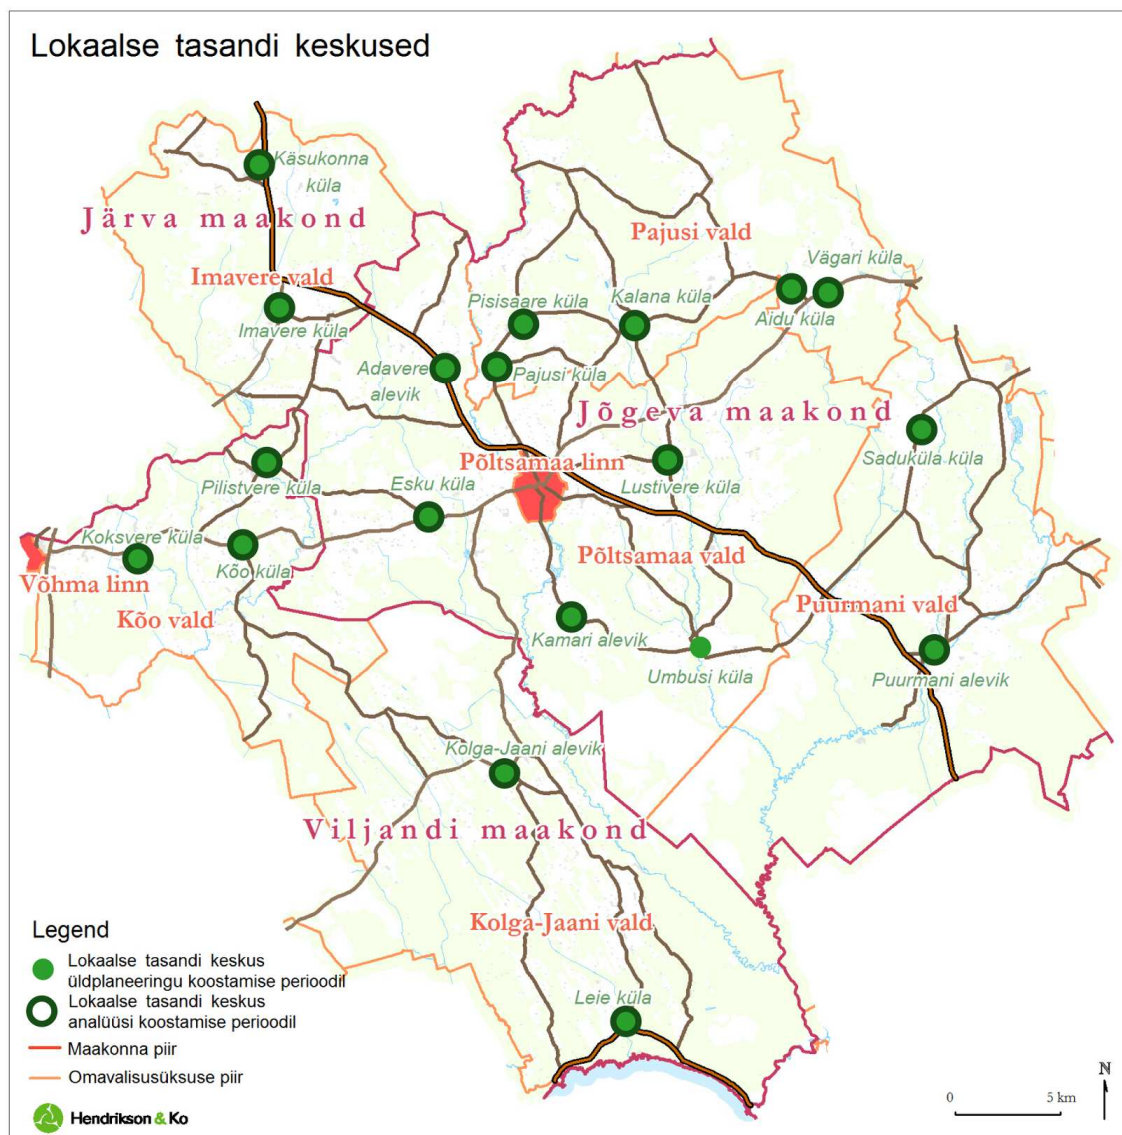 Lokaalse tasandi keskused
Käsukonna
küla
Järva maakond
Pajusi vald
Vägari küla
Imavere vald
Pisisaare küla
Kalana küla
Aidu küla
Imavere küla
Adavere
alevik
Pajusi küla
Jõgeva maakond
Põltsamaa linn
Saduküla küla
Pilistvere küla
Esku küla
Lustivere küla
Koksvere küla
Kõo küla
Võhma linn
Põltsamaa vald
Kõo vald
Puurmani vald
Kamari alevik
Umbusi küla
Puurmani alevik
Kolga-Jaani alevik
Viljandi maakond
Kolga-Jaani vald
Leie küla
Legend
Lokaalse tasandi keskus
üldplaneeringu koostamise perioodil
Lokaalse tasandi keskus
analüüsi koostamise perioodil
Maakonna piir
Omavalisusüksuse piir
Hendrikson & Ko
N
0 5 km